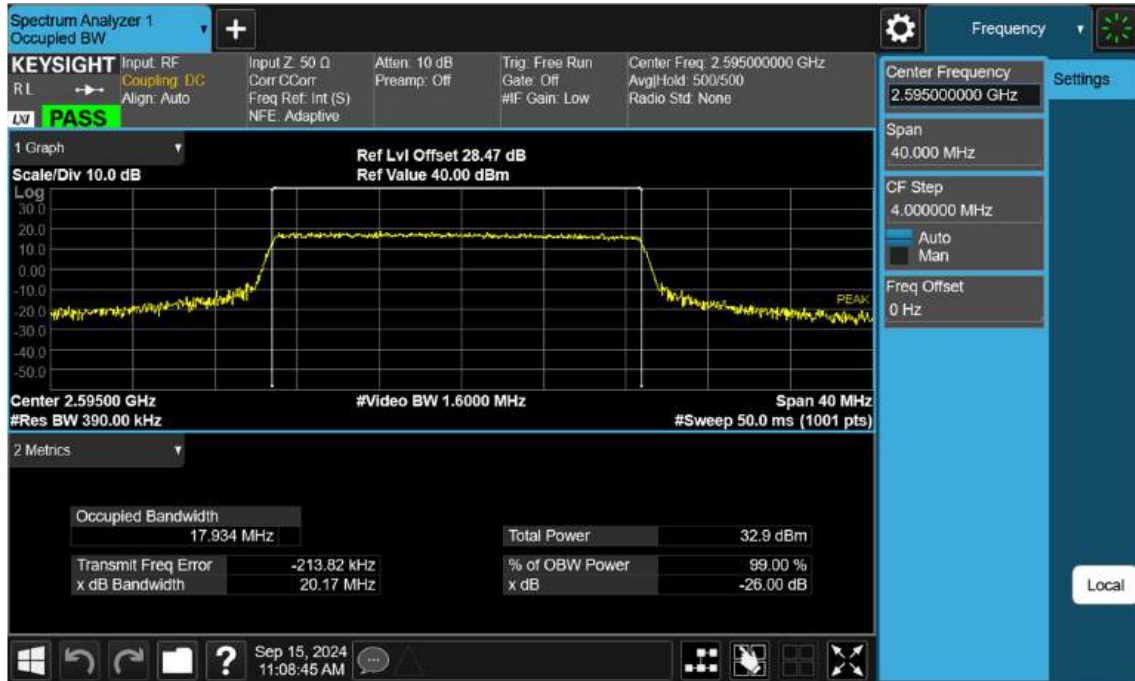 Spectrum Analyzer 1
Occupied BW
+
Frequency
KEYSIGHT
R L
LXI
PASS
Input: RF
Coupling: DC
Align: Auto
Input Z: 50 Ω
Corr CCorr
Freq Ref: Int (S)
NFE: Adaptive
Atten: 10 dB
Preamp: Off
Trig: Free Run
Gate: Off
#IF Gain: Low
Center Freq: 2.595000000 GHz
Avg|Hold: 500/500
Radio Std: None
Center Frequency
2.595000000 GHz
Settings
Span
40.000 MHz
CF Step
4.000000 MHz
Auto
Man
Freq Offset
0 Hz
Local
1 Graph
Scale/Div 10.0 dB
Ref Lvl Offset 28.47 dB
Ref Value 40.00 dBm
Log
30.0
20.0
10.0
0.00
-10.0
-20.0
-30.0
-40.0
-50.0
PEAK
Center 2.59500 GHz
#Video BW 1.6000 MHz
Span 40 MHz
#Res BW 390.00 kHz
#Sweep 50.0 ms (1001 pts)
2 Metrics
Occupied Bandwidth
17.934 MHz
Total Power 32.9 dBm
Transmit Freq Error -213.82 kHz
% of OBW Power 99.00 %
x dB Bandwidth 20.17 MHz
x dB -26.00 dB
?
Sep 15, 2024
11:08:45 AM